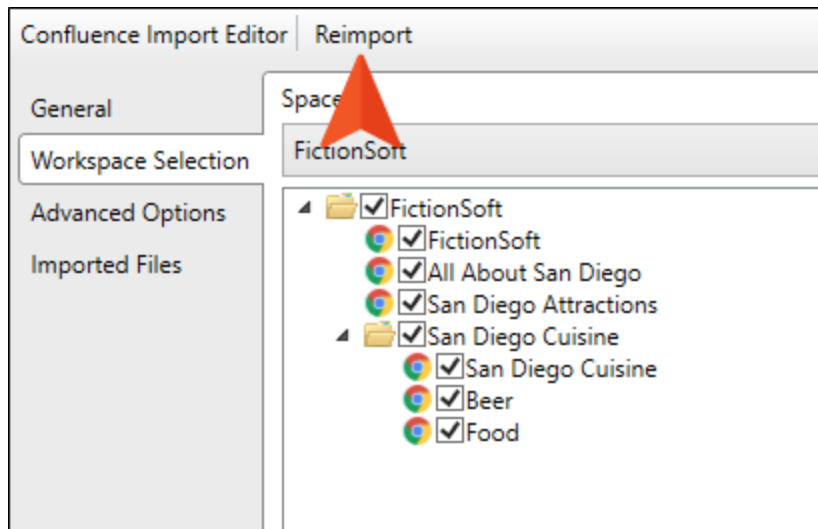 Confluence Import Editor Reimport
General
Workspace Selection
Advanced Options
Imported Files
Space
FictionSoft
FictionSoft
FictionSoft
All About San Diego
San Diego Attractions
San Diego Cuisine
San Diego Cuisine
Beer
Food